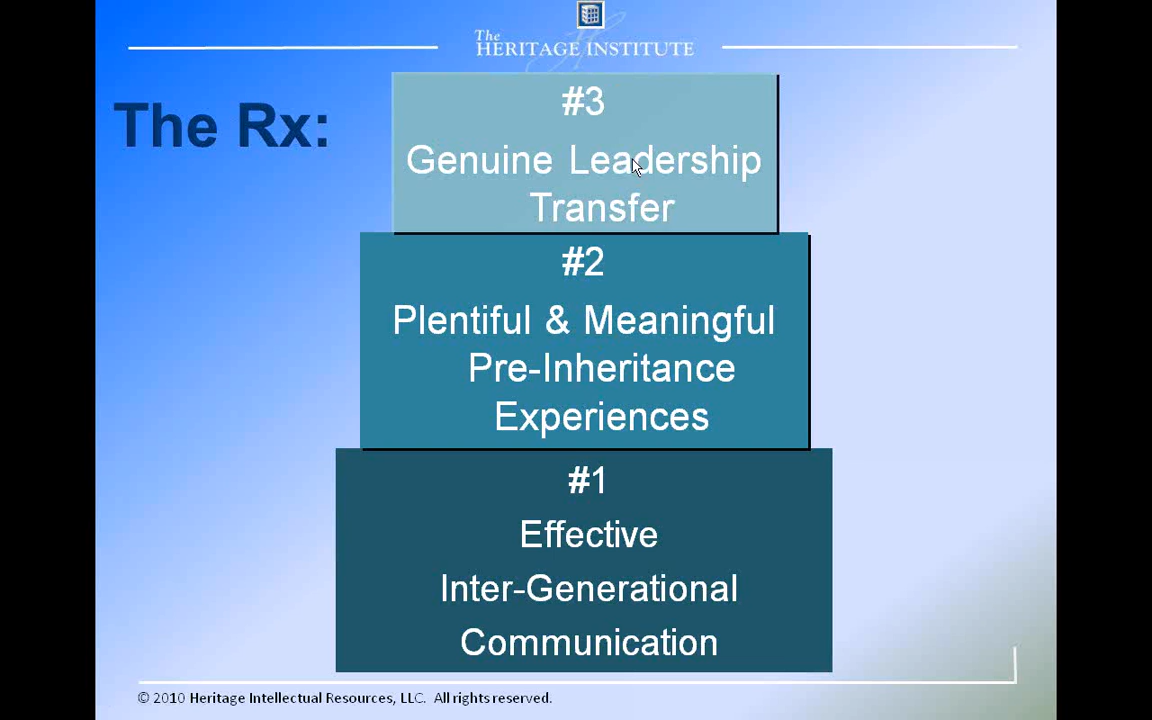 The
HERITAGE INSTITUTE
The Rx:
#3
Genuine Leadership
Transfer
#2
Plentiful & Meaningful
Pre-Inheritance
Experiences
#1
Effective
Inter-Generational
Communication
© 2010 Heritage Intellectual Resources, LLC. All rights reserved.